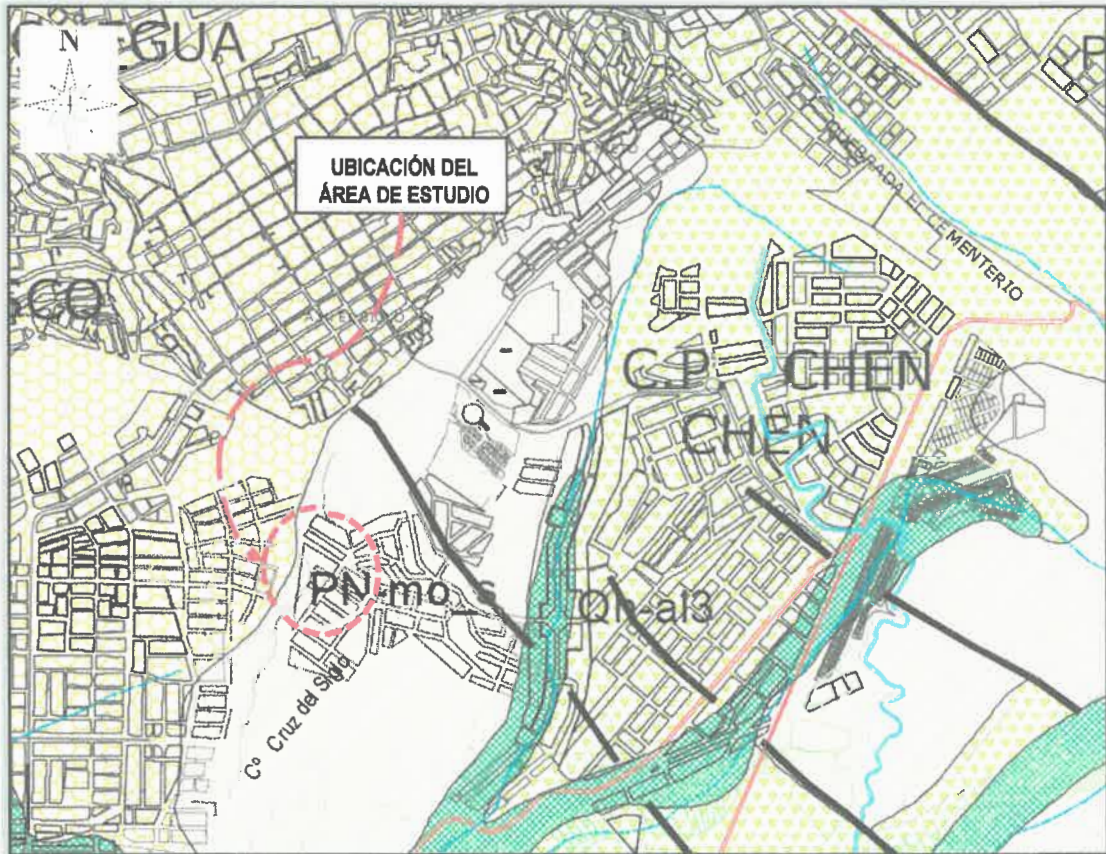 N
GUA
UBICACIÓN DEL
ÁREA DE ESTUDIO
QUEBRADA EL CEMENTERIO
CO
C.P. CHEN
CHEN
PN-mo_s
Qh-al3
Cº Cruz del Siglo
P